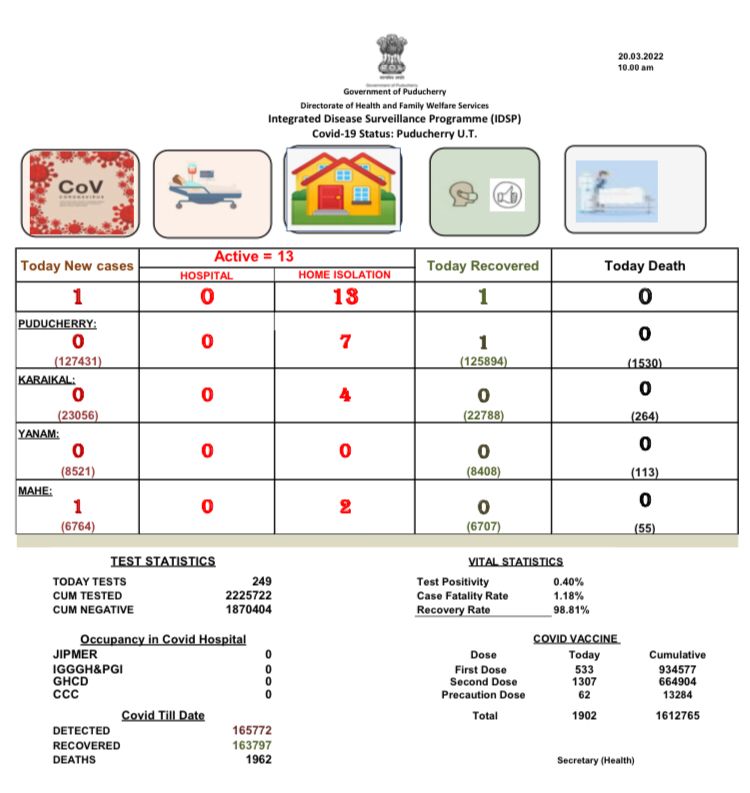 20.03.2022
10.00 am
Government of Puducherry
Government of Puducherry
Directorate of Health and Family Welfare Services
Integrated Disease Surveillance Programme (IDSP)
Covid-19 Status: Puducherry U.T.
CoV
CORONAVIRUS
Today New cases
Active = 13
HOSPITAL HOME ISOLATION
Today Recovered
Today Death
1 0 13 1 0
PUDUCHERRY:
0 0 7 1 0
(127431) (125894) (1530)
KARAIKAL:
0 0 4 0 0
(23056) (22788) (264)
YANAM:
0 0 0 0 0
(8521) (8408) (113)
MAHE:
1 0 2 0 0
(6764) (6707) (55)
TEST STATISTICS
TODAY TESTS 249
CUM TESTED 2225722
CUM NEGATIVE 1870404
VITAL STATISTICS
Test Positivity 0.40%
Case Fatality Rate 1.18%
Recovery Rate 98.81%
Occupancy in Covid Hospital
JIPMER 0
IGGGH&PGI 0
GHCD 0
CCC 0
COVID VACCINE
Dose Today Cumulative
First Dose 533 934577
Second Dose 1307 664904
Precaution Dose 62 13284
Total 1902 1612765
Covid Till Date
DETECTED 165772
RECOVERED 163797
DEATHS 1962
Secretary (Health)